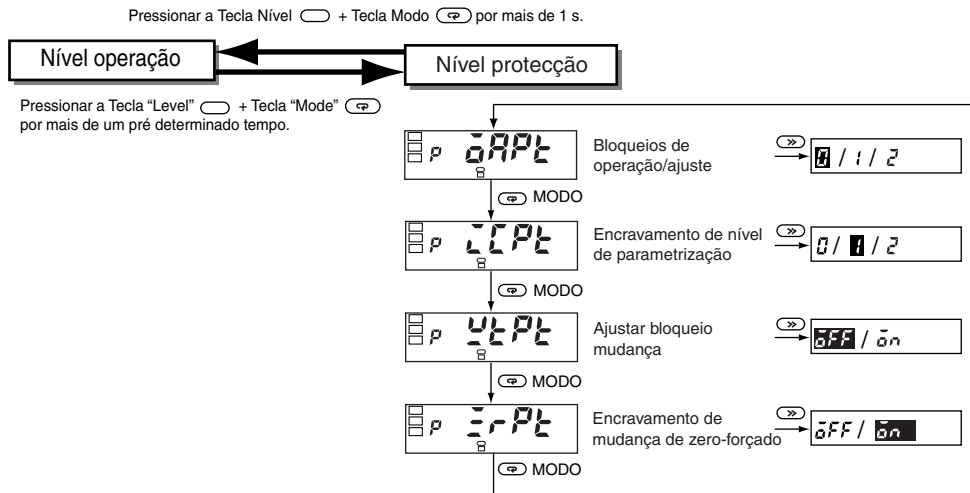 Pressionar a Tecla Nível + Tecla Modo por mais de 1 s.
Nível operação
Nível protecção
Pressionar a Tecla “Level” + Tecla “Mode”
por mais de um pré determinado tempo.
P oAPt
Bloqueios de
operação/ajuste
0 / 1 / 2
MODO
P iCPt
Encravamento de nível
de parametrização
0 / 1 / 2
MODO
P WtPt
Ajustar bloqueio
mudança
oFF / on
MODO
P ZrPt
Encravamento de
mudança de zero-forçado
oFF / on
MODO